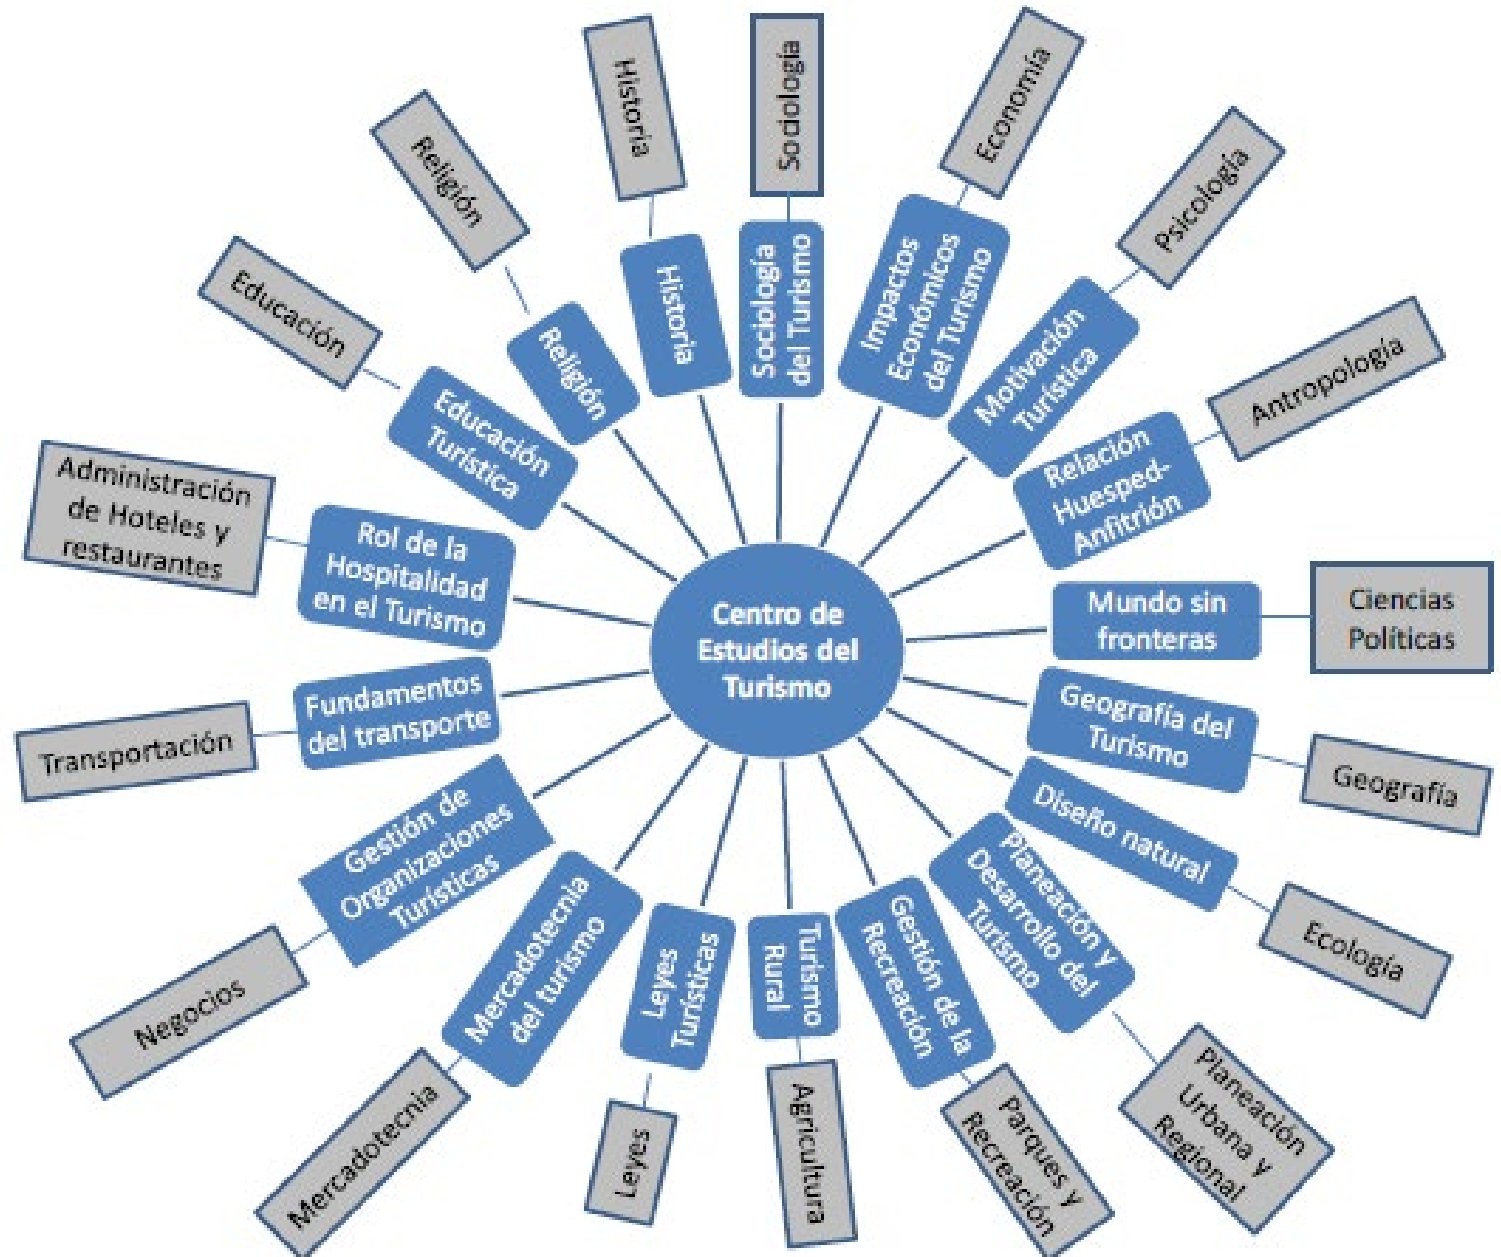 Sociología
Sociología
del Turismo
Economía
Impactos
Económicos
del Turismo
Psicología
Motivación
Turística
Antropología
Relación
Huesped-
Anfitrión
Ciencias
Políticas
Mundo sin
fronteras
Geografía
Geografía del
Turismo
Ecología
Diseño natural
Planeación
Urbana y
Regional
Planeación y
Desarrollo del
Turismo
Parques y
Recreación
Gestión de la
Recreación
Agricultura
Turismo
Rural
Leyes
Leyes
Turísticas
Mercadotecnia
Mercadotecnia
del turismo
Negocios
Gestión de
Organizaciones
Turísticas
Transportación
Fundamentos
del transporte
Administración
de Hoteles y
restaurantes
Rol de la
Hospitalidad
en el Turismo
Educación
Educación
Turística
Religión
Religión
Historia
Historia
Centro de
Estudios del
Turismo